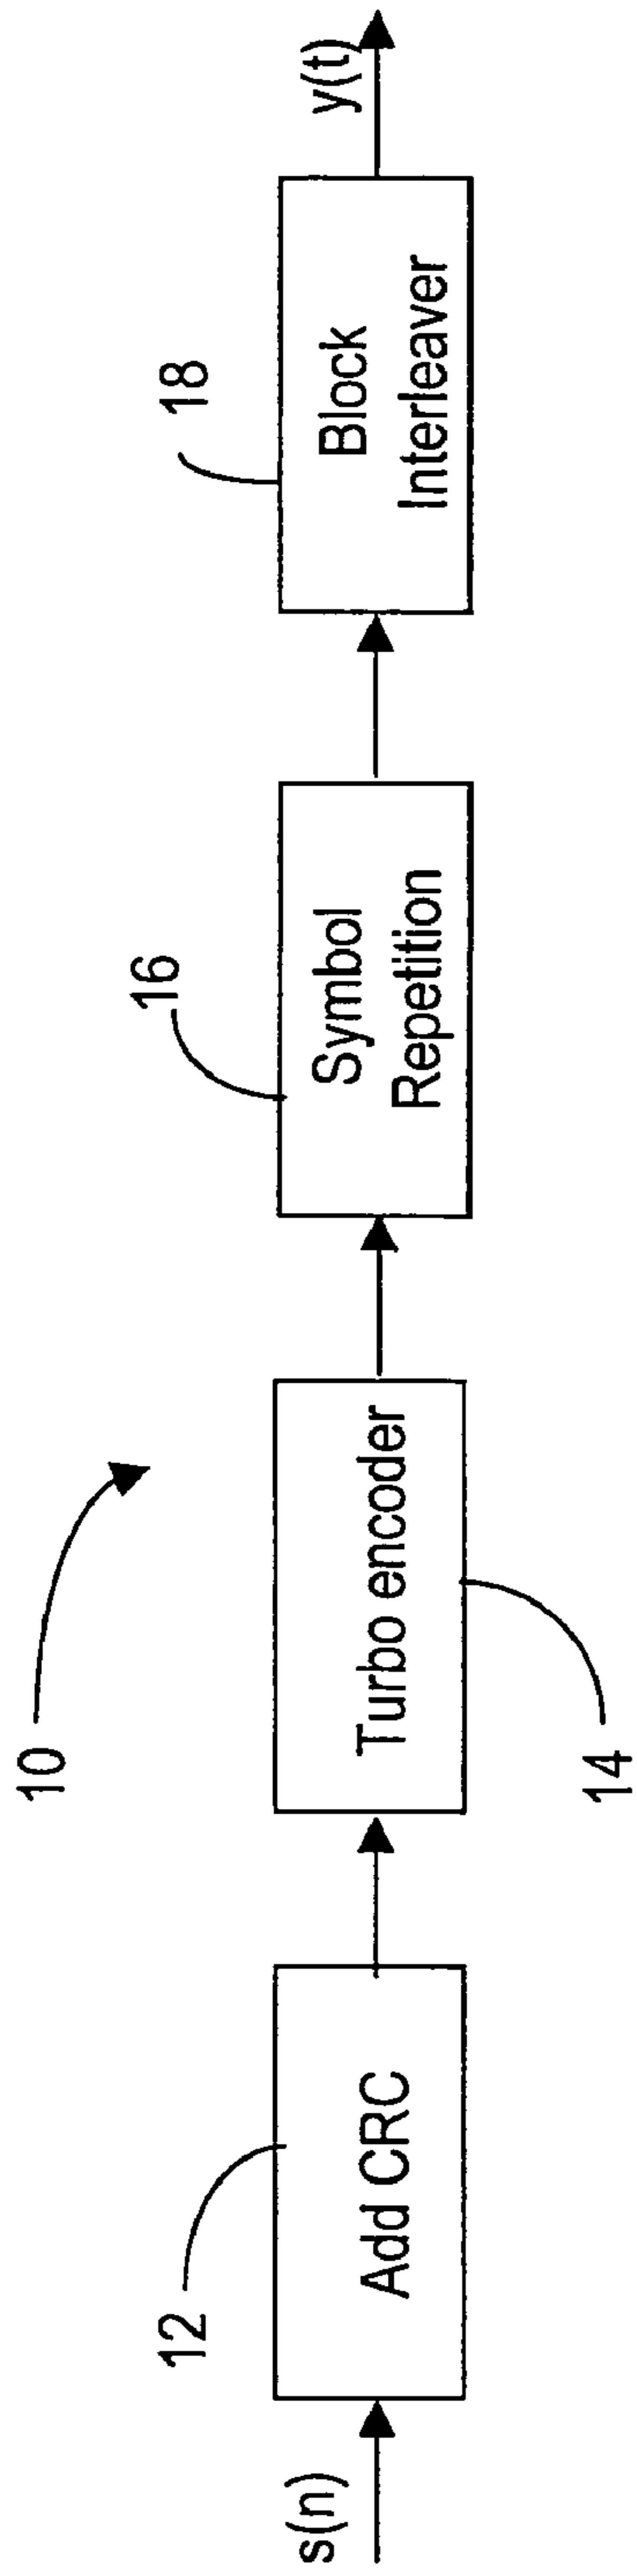 10
s(n)
12
Add CRC
14
Turbo encoder
16
Symbol
Repetition
18
Block
Interleaver
y(t)